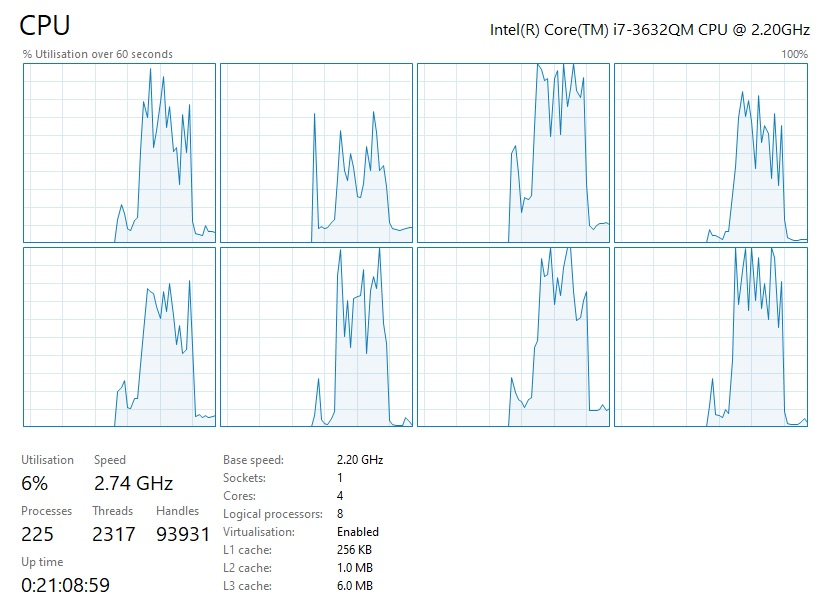 CPU
Intel(R) Core(TM) i7-3632QM CPU @ 2.20GHz
% Utilisation over 60 seconds
100%
Utilisation
Speed
6%
2.74 GHz
Processes
Threads
Handles
225
2317
93931
Up time
0:21:08:59
Base speed:
2.20 GHz
Sockets:
1
Cores:
4
Logical processors:
8
Virtualisation:
Enabled
L1 cache:
256 KB
L2 cache:
1.0 MB
L3 cache:
6.0 MB